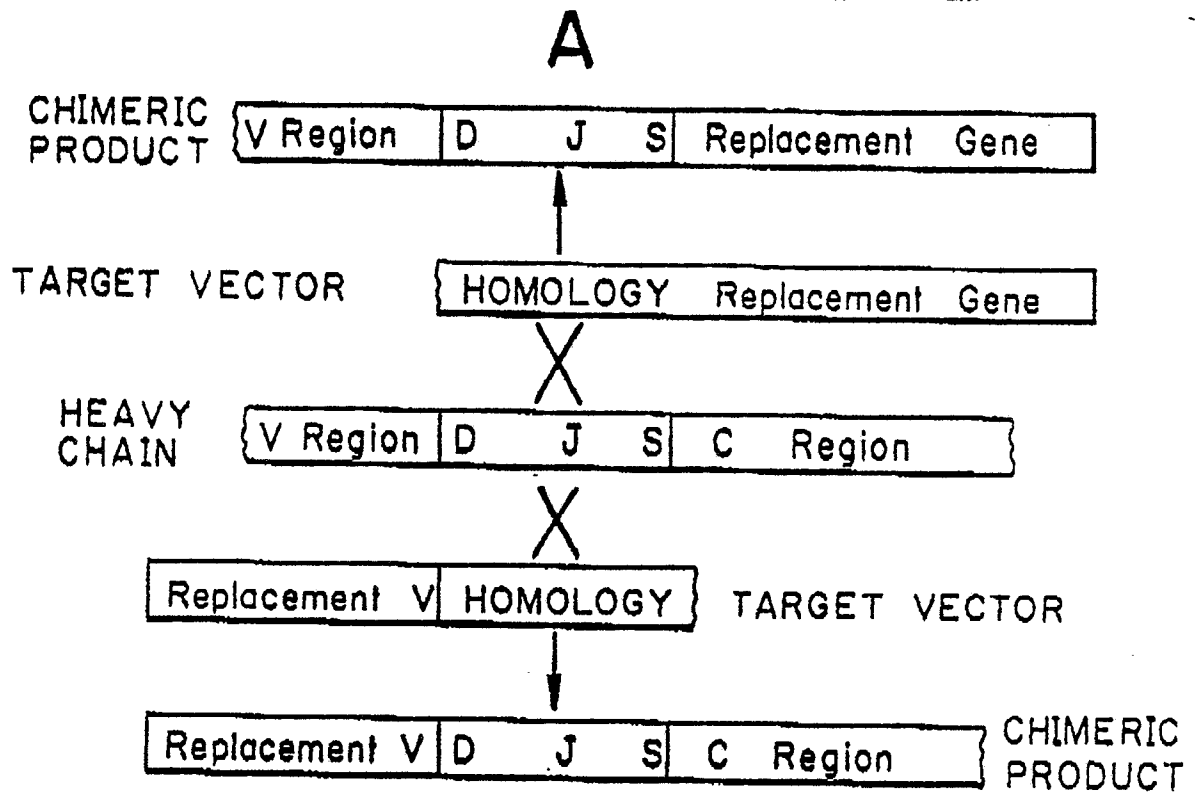 A
CHIMERIC
PRODUCT
V Region D J S Replacement Gene
TARGET VECTOR
HOMOLOGY Replacement Gene
HEAVY
CHAIN
V Region D J S C Region
Replacement V HOMOLOGY
TARGET VECTOR
Replacement V D J S C Region
CHIMERIC
PRODUCT